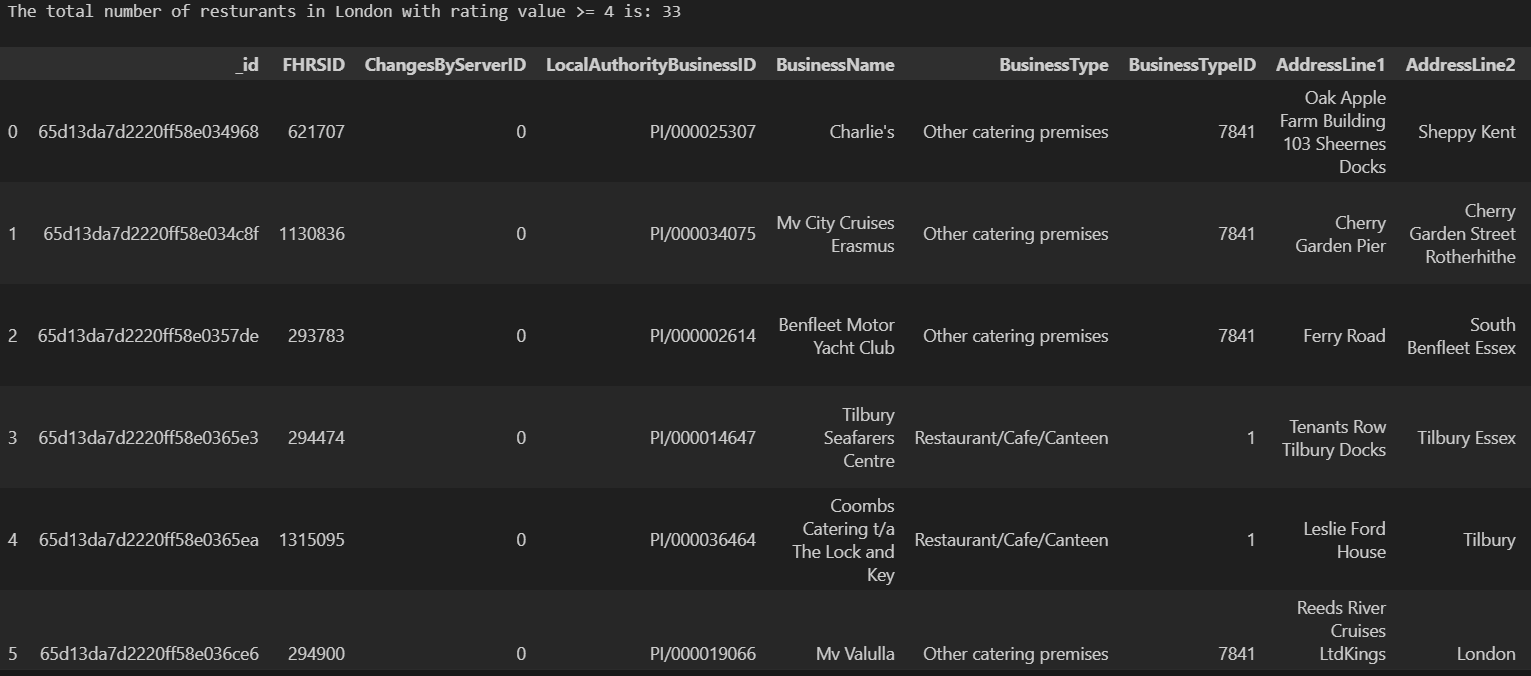 The total number of resturants in London with rating value >= 4 is: 33
_id FHRSID ChangesByServerID LocalAuthorityBusinessID BusinessName BusinessType BusinessTypeID AddressLine1 AddressLine2
0 65d13da7d2220ff58e034968 621707 0 PI/000025307 Charlie's Other catering premises 7841 Oak Apple Farm Building 103 Sheernes Docks Sheppy Kent
1 65d13da7d2220ff58e034c8f 1130836 0 PI/000034075 Mv City Cruises Erasmus Other catering premises 7841 Cherry Garden Pier Cherry Garden Street Rotherhithe
2 65d13da7d2220ff58e0357de 293783 0 PI/000002614 Benfleet Motor Yacht Club Other catering premises 7841 Ferry Road South Benfleet Essex
3 65d13da7d2220ff58e0365e3 294474 0 PI/000014647 Tilbury Seafarers Centre Restaurant/Cafe/Canteen 1 Tenants Row Tilbury Docks Tilbury Essex
4 65d13da7d2220ff58e0365ea 1315095 0 PI/000036464 Coombs Catering t/a The Lock and Key Restaurant/Cafe/Canteen 1 Leslie Ford House Tilbury
5 65d13da7d2220ff58e036ce6 294900 0 PI/000019066 Mv Valulla Other catering premises 7841 Reeds River Cruises LtdKings London